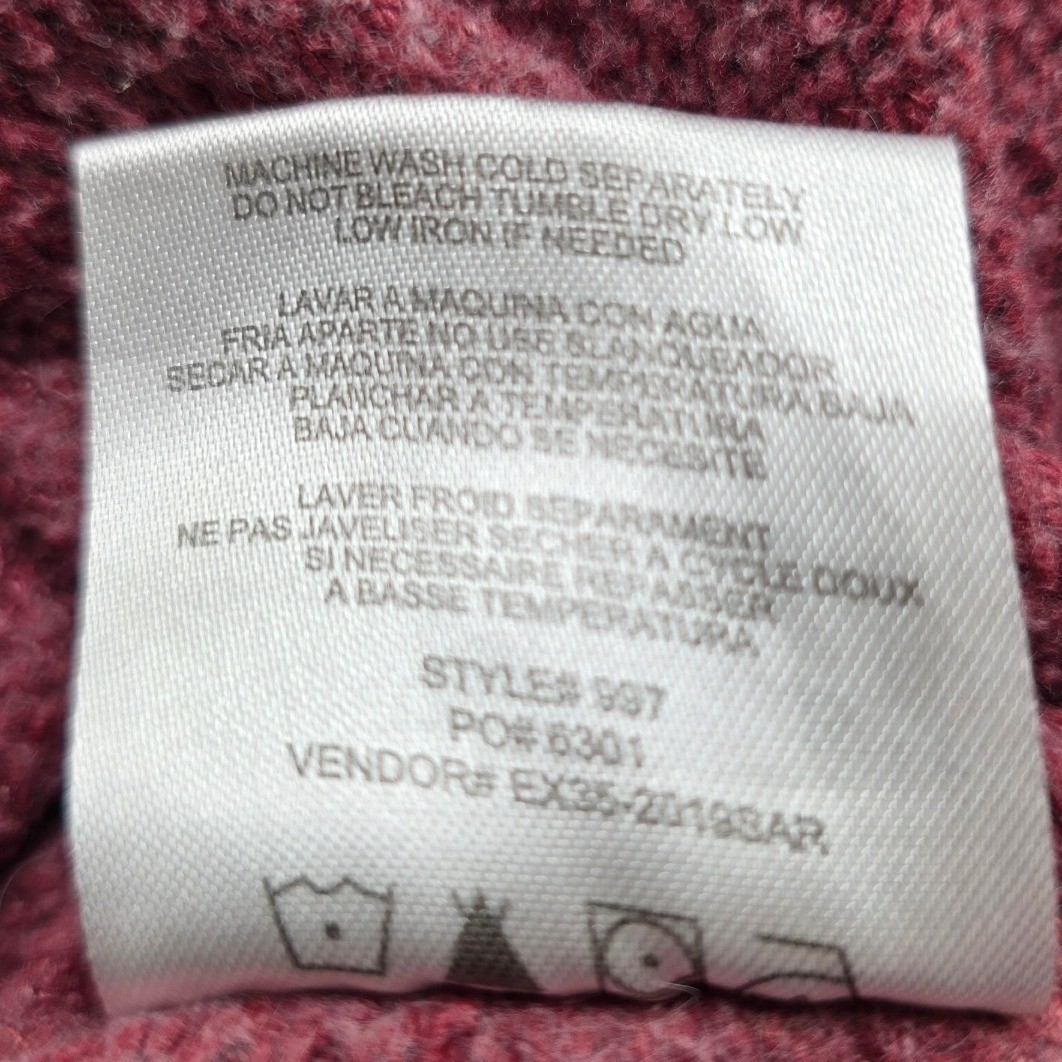 MACHINE WASH COLD SEPARATELY
DO NOT BLEACH TUMBLE DRY LOW
LOW IRON IF NEEDED
LAVAR A MAQUINA CON AGUA
FRIA APARTE NO USE BLANQUEADOR
SECAR A MAQUINA CON TEMPERATURA BAJA
PLANCHAR A TEMPERATURA
BAJA CUANDO SE NECESITE
LAVER FROID SEPARAMENT
NE PAS JAVELISER SECHER A CYCLE DOUX
SI NECESSAIRE REPASSER
A BASSE TEMPERATURA
STYLE# 997
PO# 6301
VENDOR# EX35-2019SAR